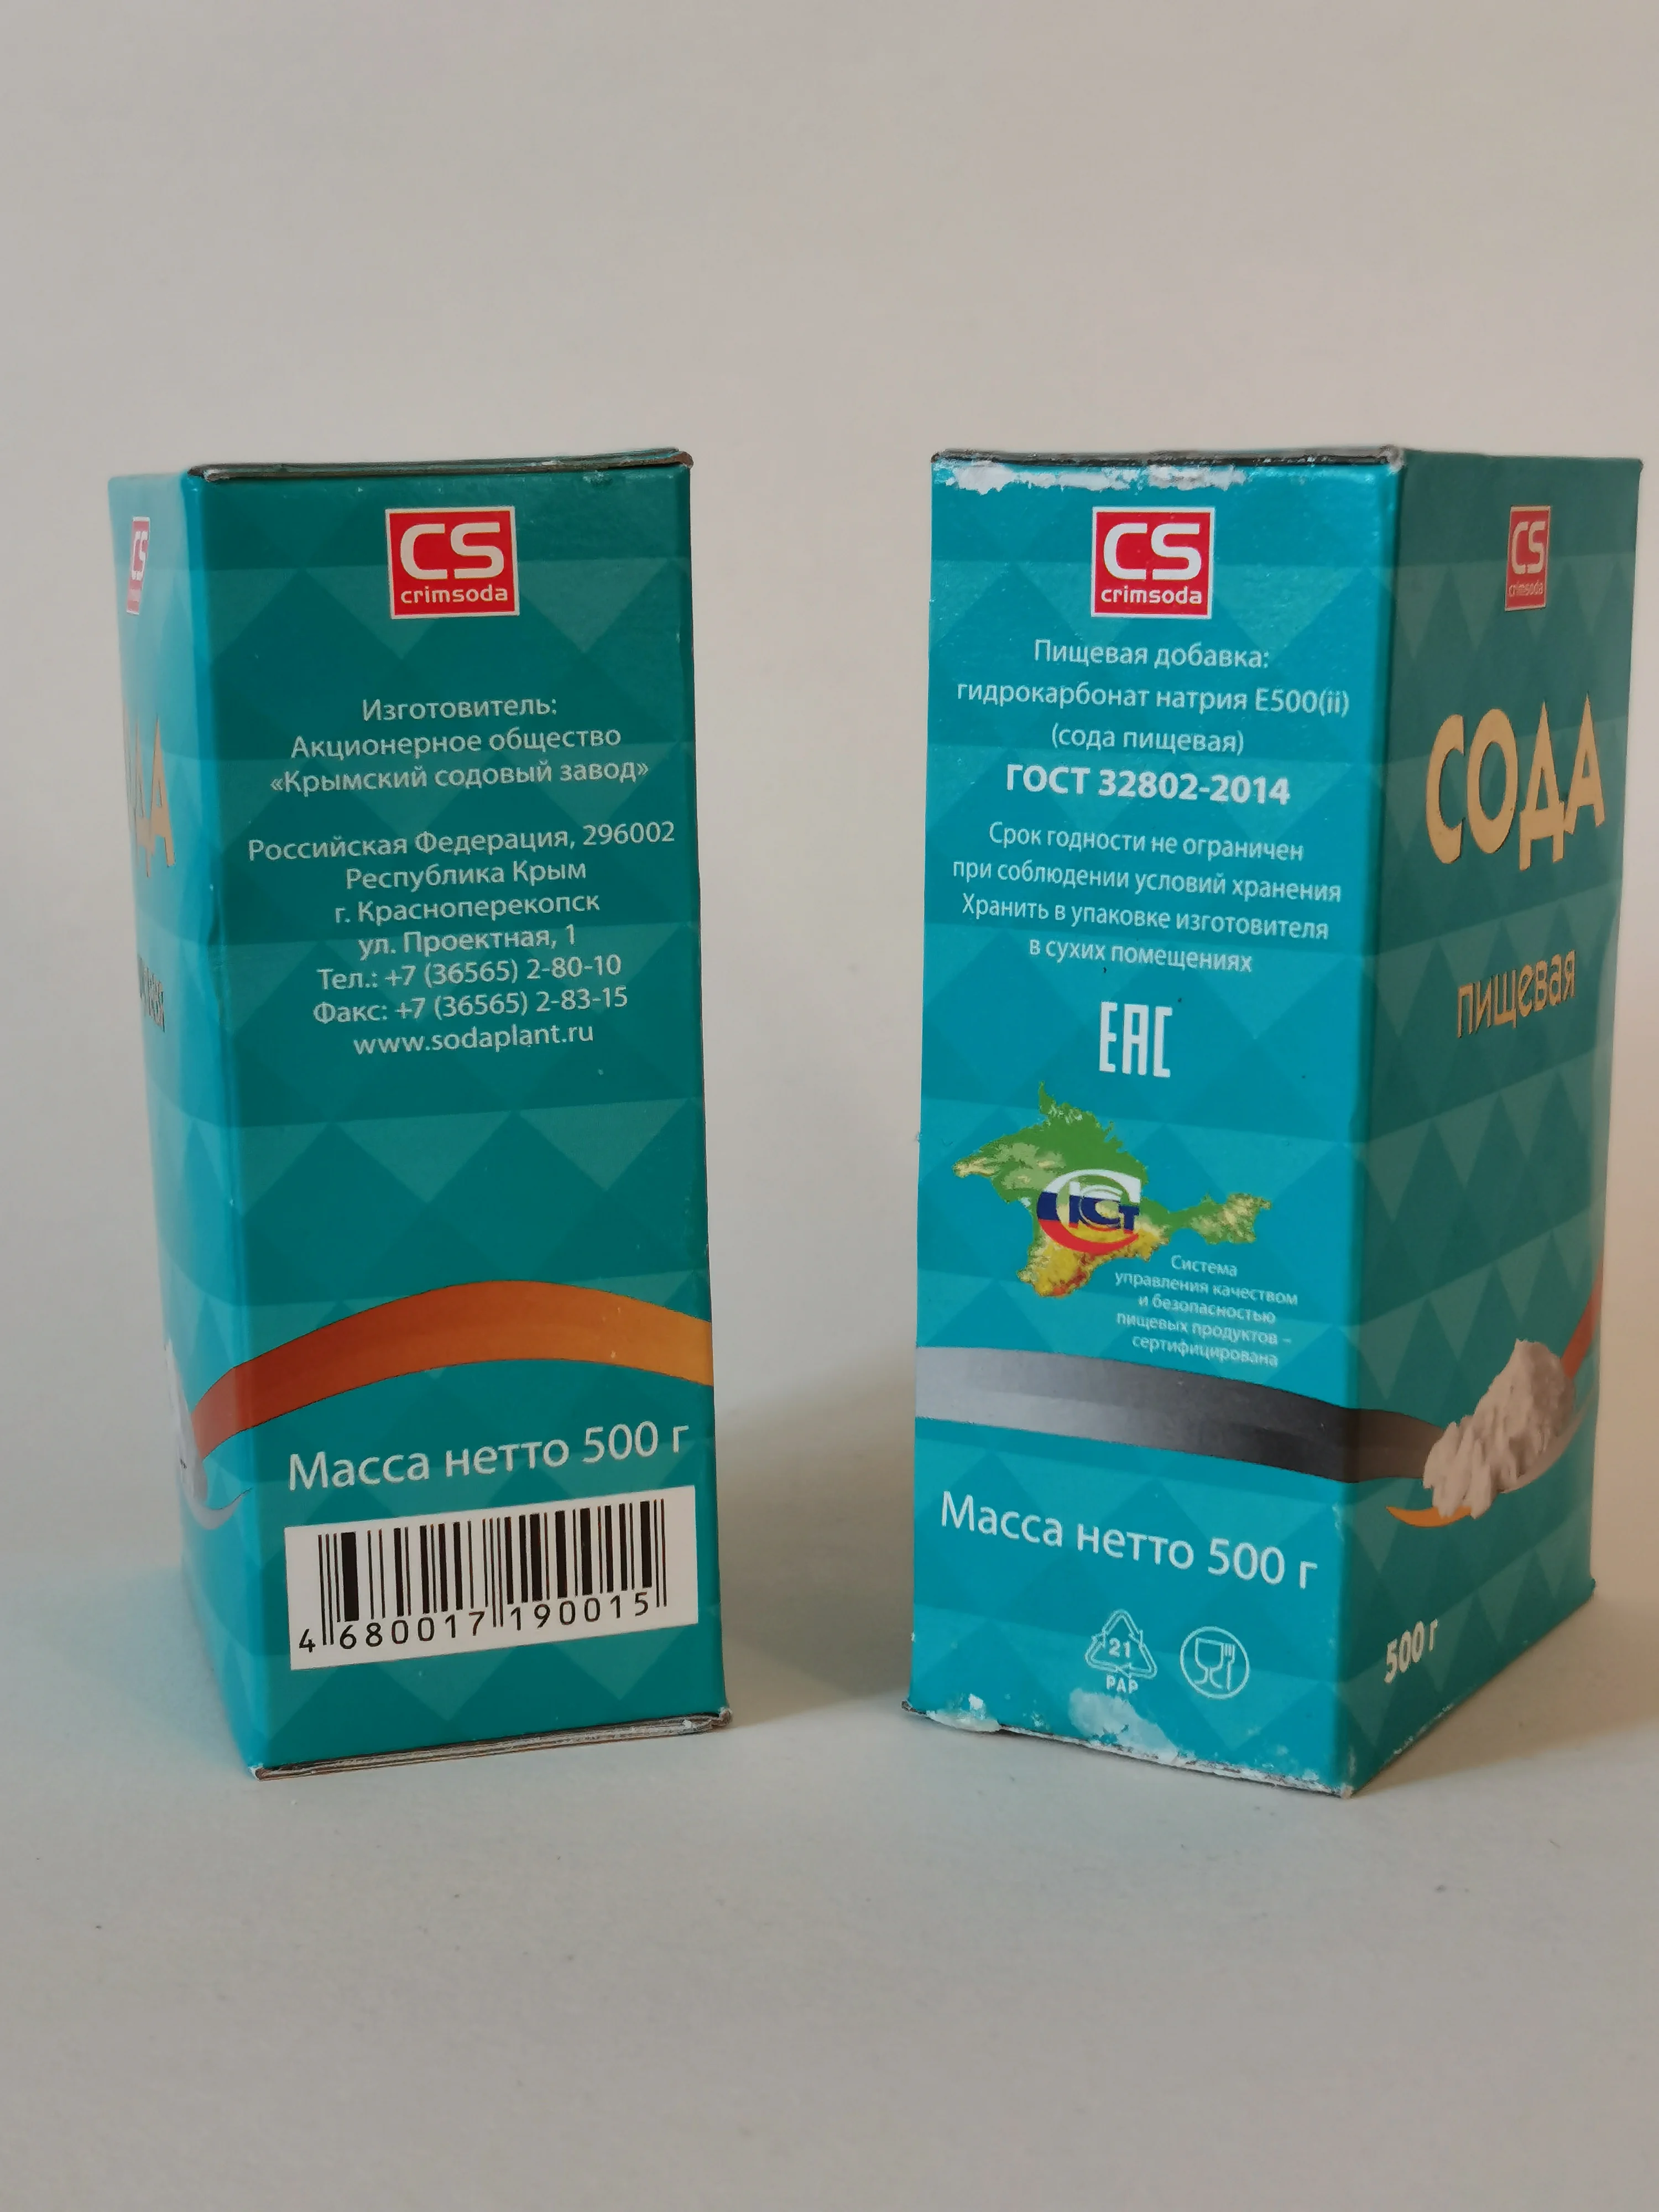 CS
crimsoda
Изготовитель:
Акционерное общество
«Крымский содовый завод»
Российская Федерация, 296002
Республика Крым
г. Красноперекопск
ул. Проектная, 1
Тел.: +7 (36565) 2-80-10
Факс: +7 (36565) 2-83-15
www.sodaplant.ru
Масса нетто 500 г
4 680017 190015
CS
CS
crimsoda
Пищевая добавка:
гидрокарбонат натрия Е500(ii)
(сода пищевая)
ГОСТ 32802-2014
Срок годности не ограничен
при соблюдении условий хранения
Хранить в упаковке изготовителя
в сухих помещениях
EAC
Система
управления качеством
и безопасностью
пищевых продуктов –
сертифицирована
Масса нетто 500 г
21
PAP
CS
crimsoda
СОДА
пищевая
500 г